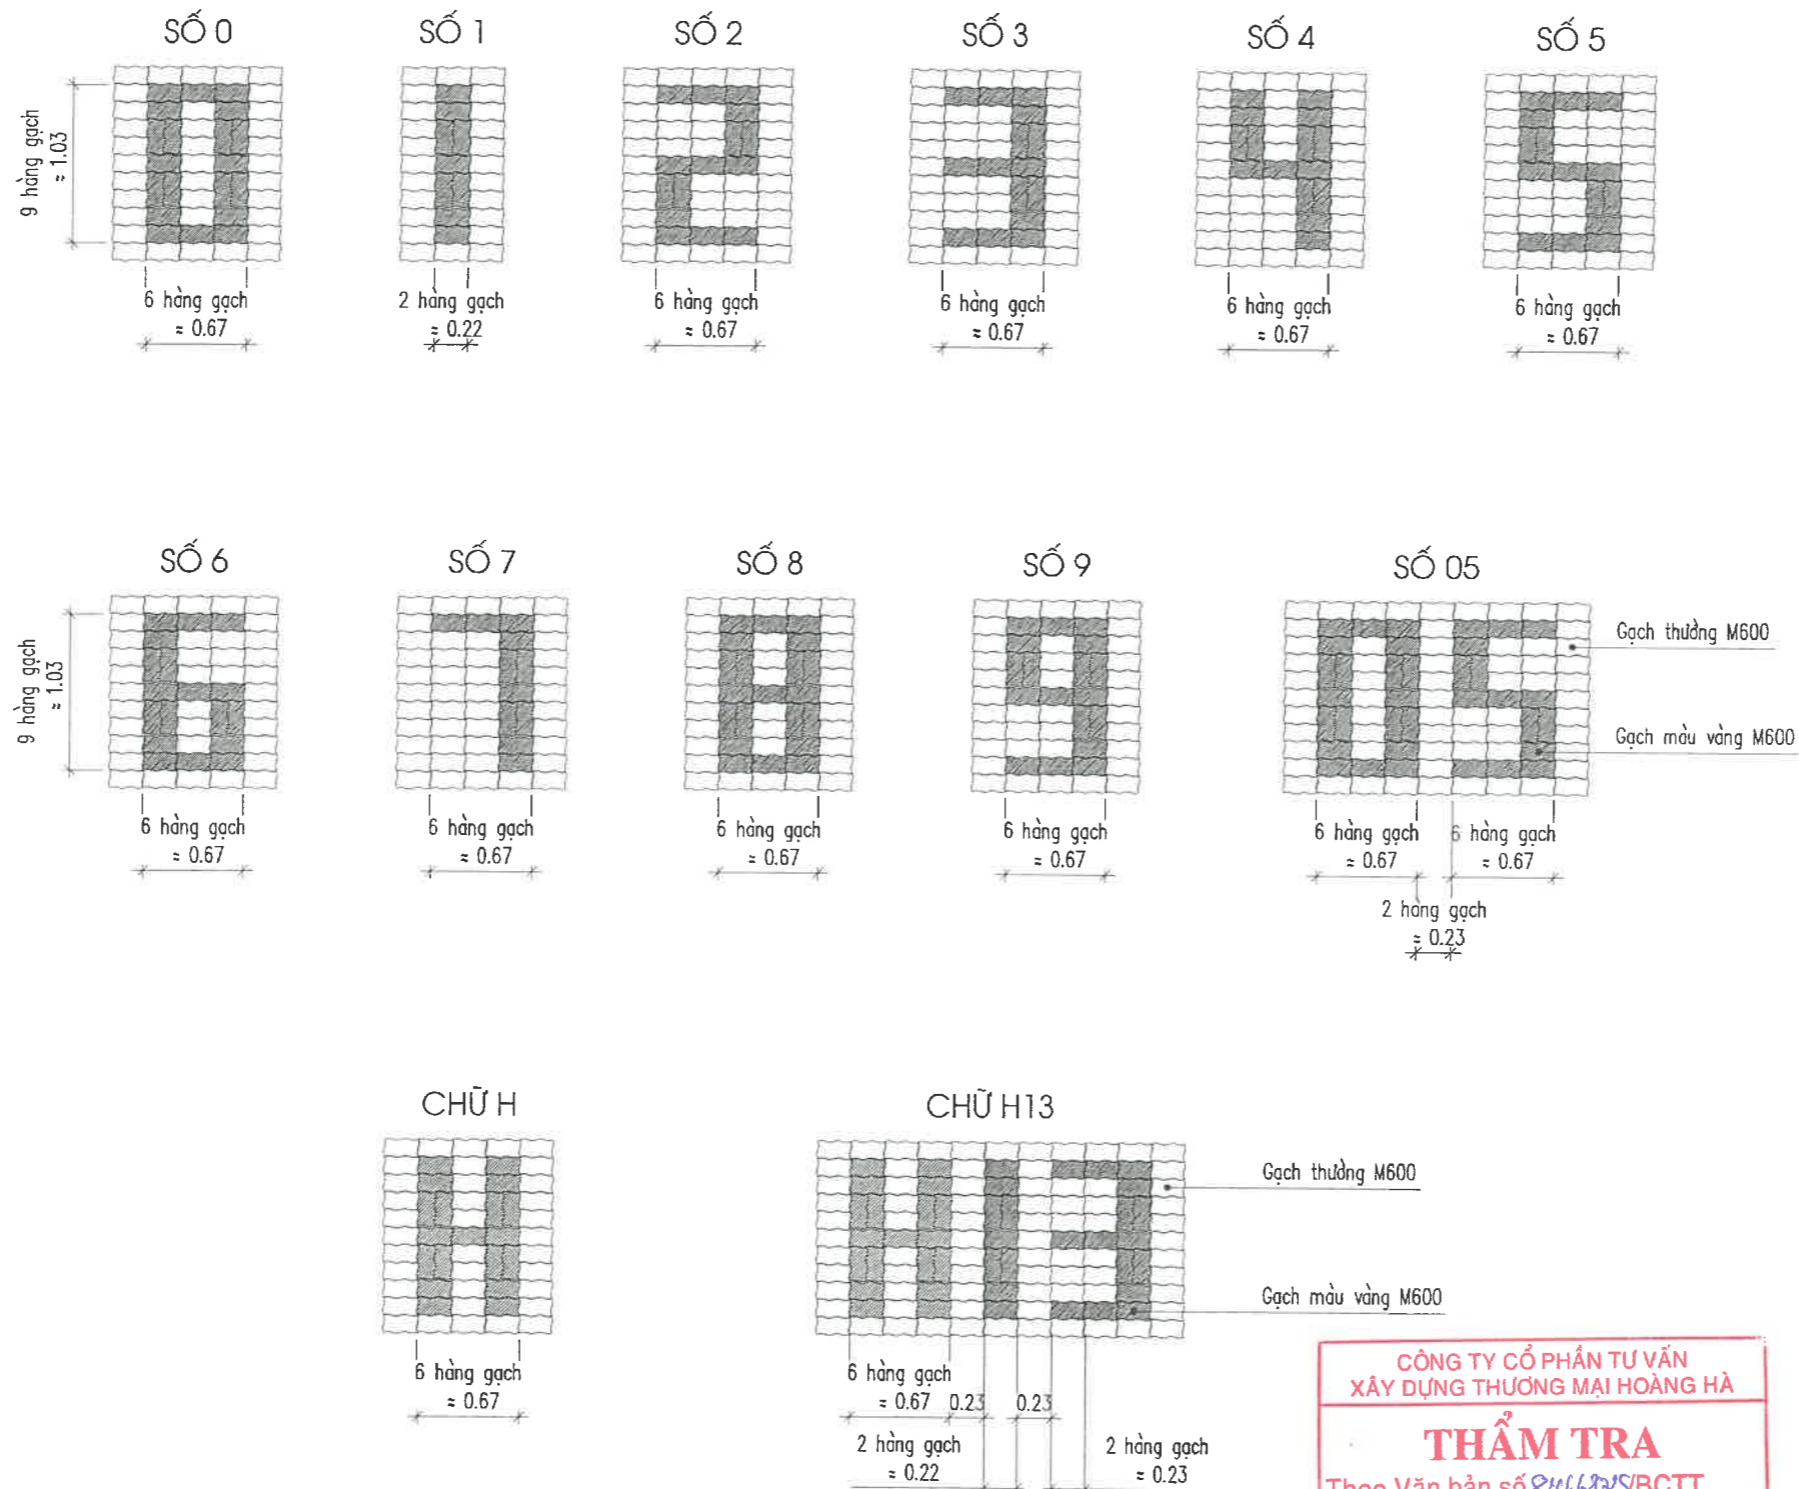 SỐ 0
SỐ 1
SỐ 2
SỐ 3
SỐ 4
SỐ 5
9 hàng gạch
≈ 1.03
6 hàng gạch
≈ 0.67
2 hàng gạch
≈ 0.22
6 hàng gạch
≈ 0.67
6 hàng gạch
≈ 0.67
6 hàng gạch
≈ 0.67
6 hàng gạch
≈ 0.67
SỐ 6
SỐ 7
SỐ 8
SỐ 9
SỐ 05
9 hàng gạch
≈ 1.03
Gạch thường M600
Gạch màu vàng M600
6 hàng gạch
≈ 0.67
6 hàng gạch
≈ 0.67
6 hàng gạch
≈ 0.67
6 hàng gạch
≈ 0.67
6 hàng gạch
≈ 0.67
6 hàng gạch
≈ 0.67
2 hàng gạch
≈ 0.23
CHỮ H
CHỮ H13
Gạch thường M600
Gạch màu vàng M600
6 hàng gạch
≈ 0.67
6 hàng gạch
≈ 0.67
0.23
0.23
2 hàng gạch
≈ 0.22
2 hàng gạch
≈ 0.23
CÔNG TY CỔ PHẦN TƯ VẤN
XÂY DỰNG THƯƠNG MẠI HOÀNG HÀ
THẨM TRA
Theo Văn bản số /BCTT